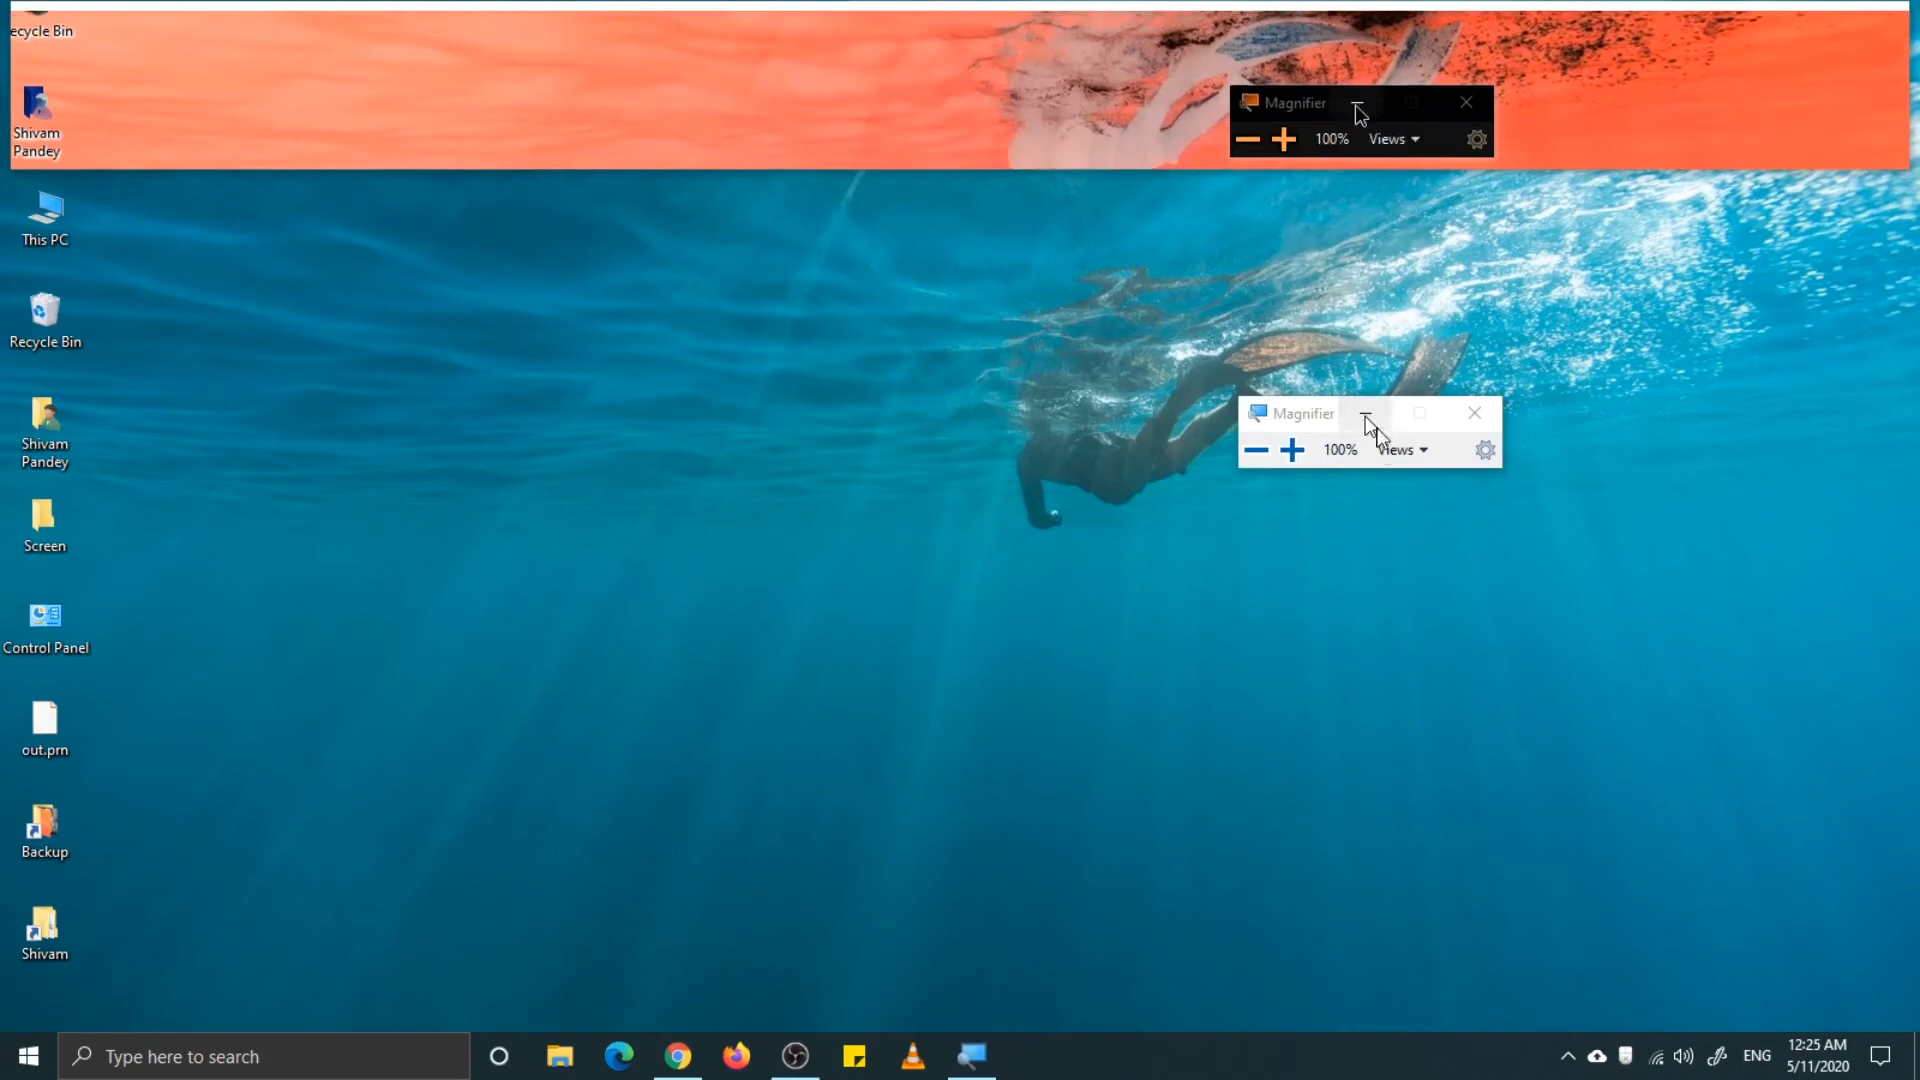 ecycle Bin
Shivam
Pandey
Magnifier
100% Views
This PC
Recycle Bin
Shivam
Pandey
Magnifier
100% Views
Screen
Control Panel
out.prn
Backup
Shivam
Type here to search
ENG
12:25 AM
5/11/2020